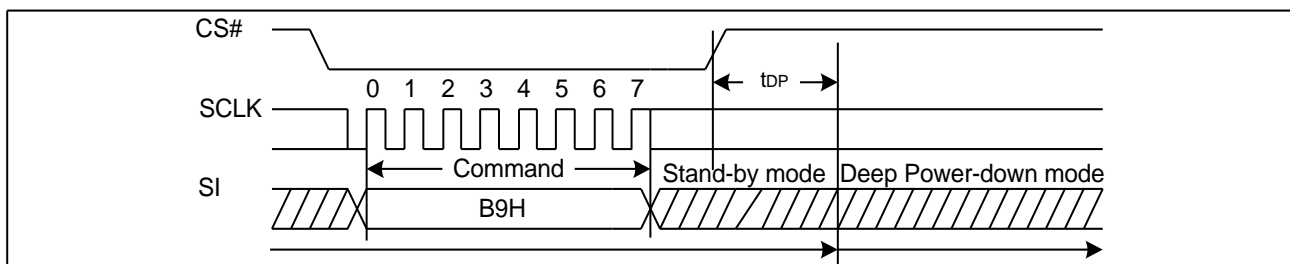 CS#
tDP
0 1 2 3 4 5 6 7
SCLK
Command
Stand-by mode Deep Power-down mode
SI
B9H